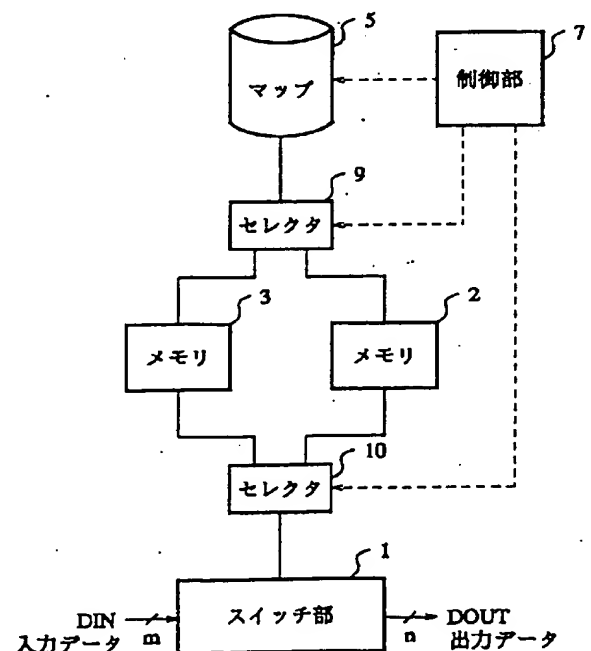 5
7
マップ
制御部
9
セレクタ
3
2
メモリ
メモリ
10
セレクタ
1
DIN
スイッチ部
DOUT
入力データ
m
n
出力データ